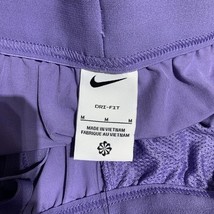 DRI-FIT
M M M M
MADE IN VIETNAM
FABRIQUÉ AU VIETNAM